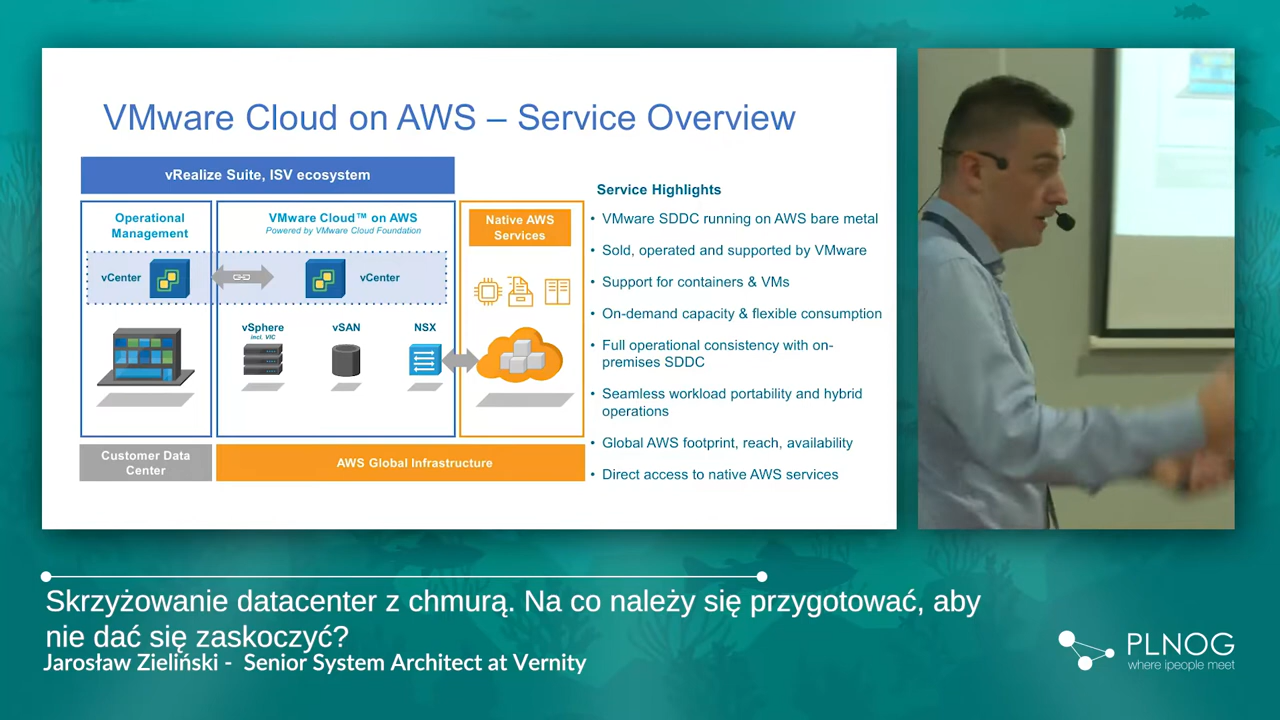 VMware Cloud on AWS – Service Overview
vRealize Suite, ISV ecosystem
Operational
Management
VMware Cloud™ on AWS
Powered by VMware Cloud Foundation
Native AWS
Services
vCenter
vCenter
vSphere
incl. VIC
vSAN
NSX
Customer Data
Center
AWS Global Infrastructure
Service Highlights
• VMware SDDC running on AWS bare metal
• Sold, operated and supported by VMware
• Support for containers & VMs
• On-demand capacity & flexible consumption
• Full operational consistency with on-
premises SDDC
• Seamless workload portability and hybrid
operations
• Global AWS footprint, reach, availability
• Direct access to native AWS services
Skrzyżowanie datacenter z chmurą. Na co należy się przygotować, aby
nie dać się zaskoczyć?
Jarosław Zieliński - Senior System Architect at Vernity
PLNOG
where ipeople meet